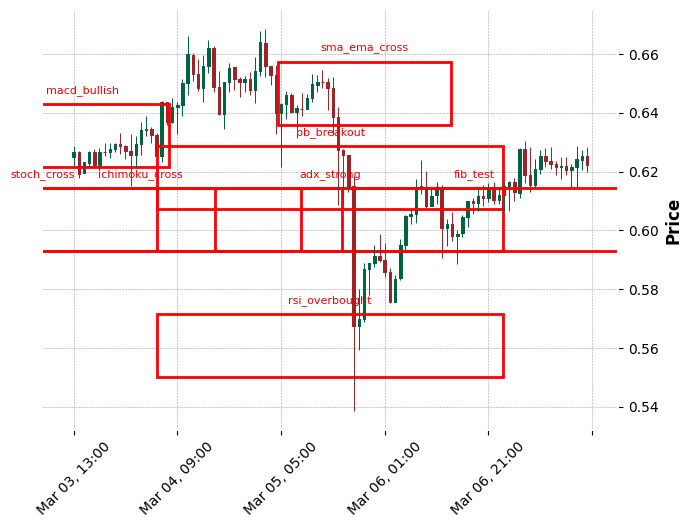 sma_ema_cross
0.66
macd_bullish
0.64
bb_breakout
0.62
stoch_cross
ichimoku_cross
adx_strong
fib_test
Price
0.60
0.58
rsi_overbought
0.56
0.54
Mar 03, 13:00
Mar 04, 09:00
Mar 05, 05:00
Mar 06, 01:00
Mar 06, 21:00